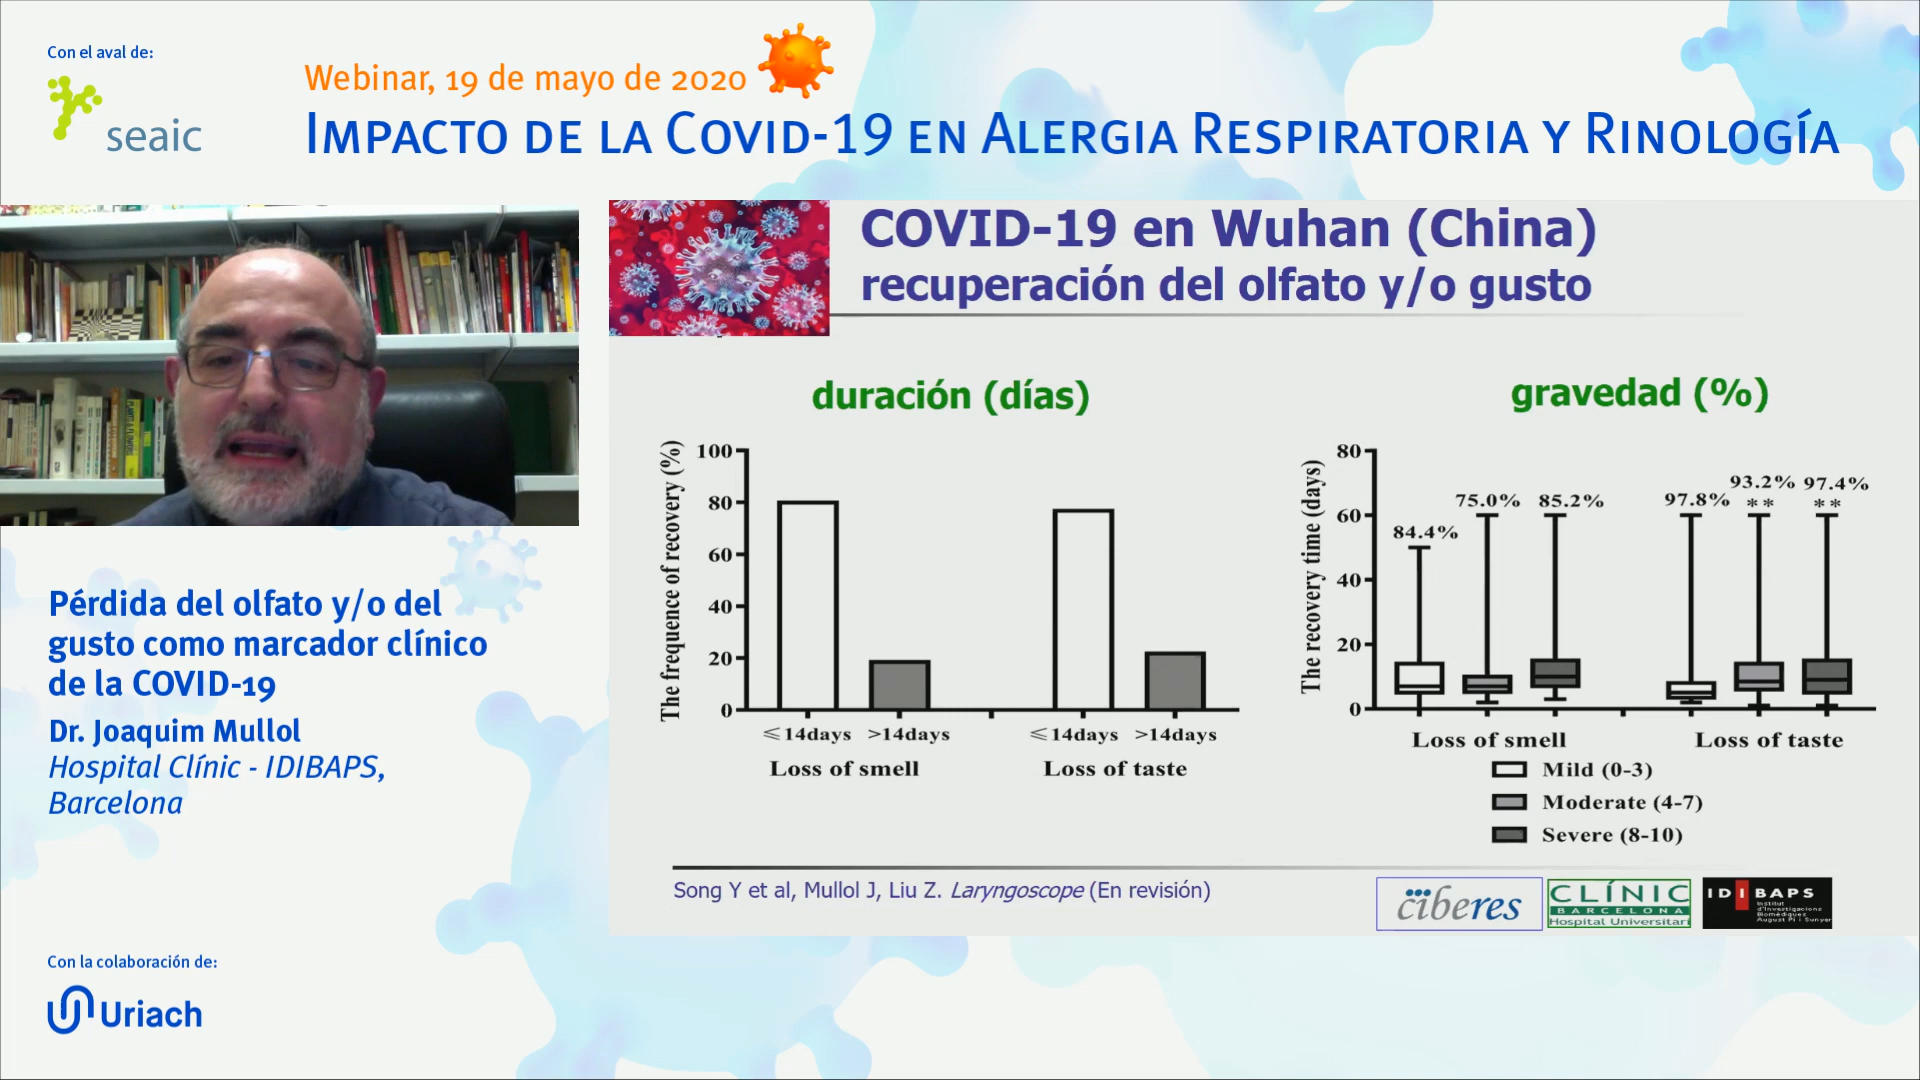 Con el aval de:
seaic
Webinar, 19 de mayo de 2020
IMPACTO DE LA COVID-19 EN ALERGIA RESPIRATORIA Y RINOLOGÍA
COVID-19 en Wuhan (China)
recuperación del olfato y/o gusto
duración (días)
The frequence of recovery (%)
100
80
60
40
20
0
≤14days >14days ≤14days >14days
Loss of smell Loss of taste
gravedad (%)
The recovery time (days)
80
60
40
20
0
84.4% 75.0% 85.2% 97.8% 93.2% 97.4%
** **
Loss of smell Loss of taste
Mild (0-3)
Moderate (4-7)
Severe (8-10)
Song Y et al, Mullol J, Liu Z. Laryngoscope (En revisión)
ciberes
CLÍNIC
BARCELONA
Hospital Universitari
IDIBAPS
Institut
d'Investigacions
Biomèdiques
August Pi i Sunyer
Pérdida del olfato y/o del
gusto como marcador clínico
de la COVID-19
Dr. Joaquim Mullol
Hospital Clínic - IDIBAPS,
Barcelona
Con la colaboración de:
Uriach